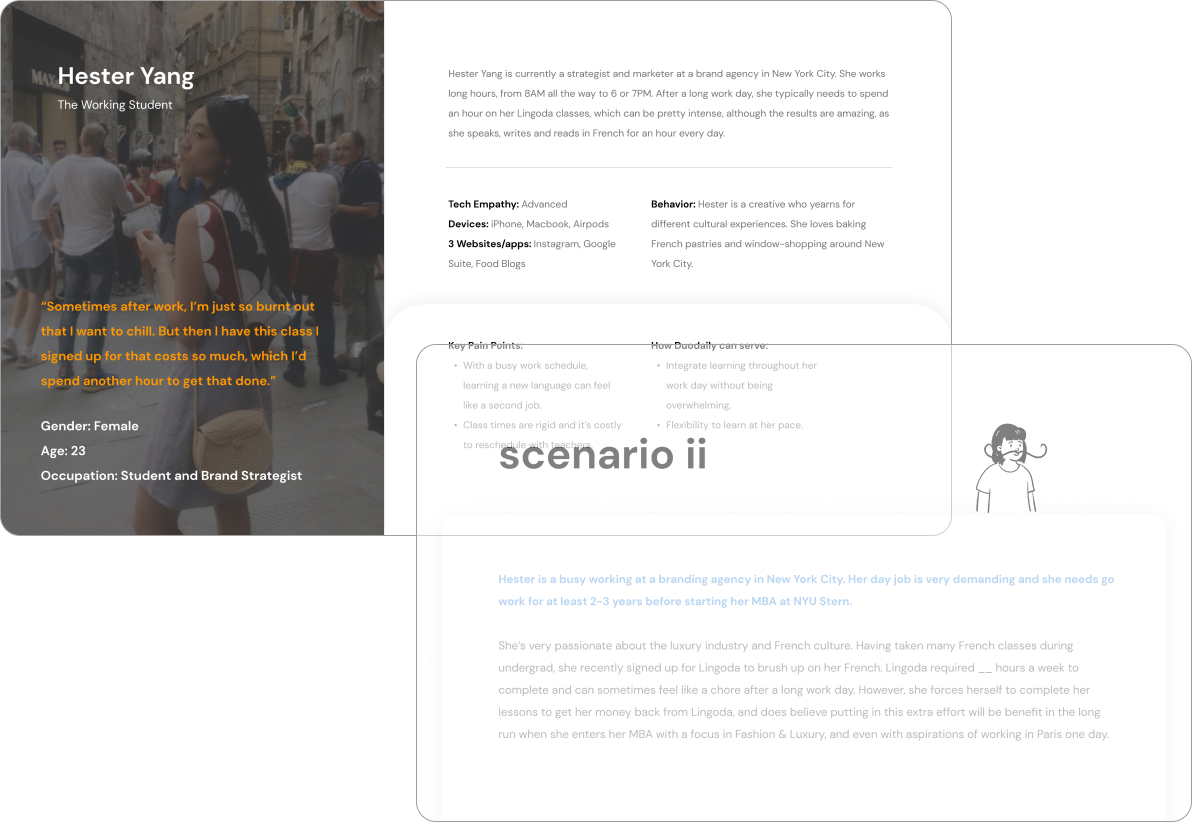 MAX
Hester Yang
The Working Student
“Sometimes after work, I’m just so burnt out
that I want to chill. But then I have this class I
signed up for that costs so much, which I’d
spend another hour to get that done.”
Gender: Female
Age: 23
Occupation: Student and Brand Strategist
Hester Yang is currently a strategist and marketer at a brand agency in New York City. She works
long hours, from 8AM all the way to 6 or 7PM. After a long work day, she typically needs to spend
an hour on her Lingoda classes, which can be pretty intense, although the results are amazing, as
she speaks, writes and reads in French for an hour every day.
Tech Empathy: Advanced
Devices: iPhone, Macbook, Airpods
3 Websites/apps: Instagram, Google
Suite, Food Blogs
Behavior: Hester is a creative who yearns for
different cultural experiences. She loves baking
French pastries and window-shopping around New
York City.
Key Pain Points:
• With a busy work schedule,
learning a new language can feel
like a second job.
• Class times are rigid and it’s costly
to reschedule with teachers.
How Duodaily can serve:
• Integrate learning throughout her
work day without being
overwhelming.
• Flexibility to learn at her pace.
scenario ii
Hester is a busy working at a branding agency in New York City. Her day job is very demanding and she needs go
work for at least 2-3 years before starting her MBA at NYU Stern.
She’s very passionate about the luxury industry and French culture. Having taken many French classes during
undergrad, she recently signed up for Lingoda to brush up on her French. Lingoda required __ hours a week to
complete and can sometimes feel like a chore after a long work day. However, she forces herself to complete her
lessons to get her money back from Lingoda, and does believe putting in this extra effort will be benefit in the long
run when she enters her MBA with a focus in Fashion & Luxury, and even with aspirations of working in Paris one day.